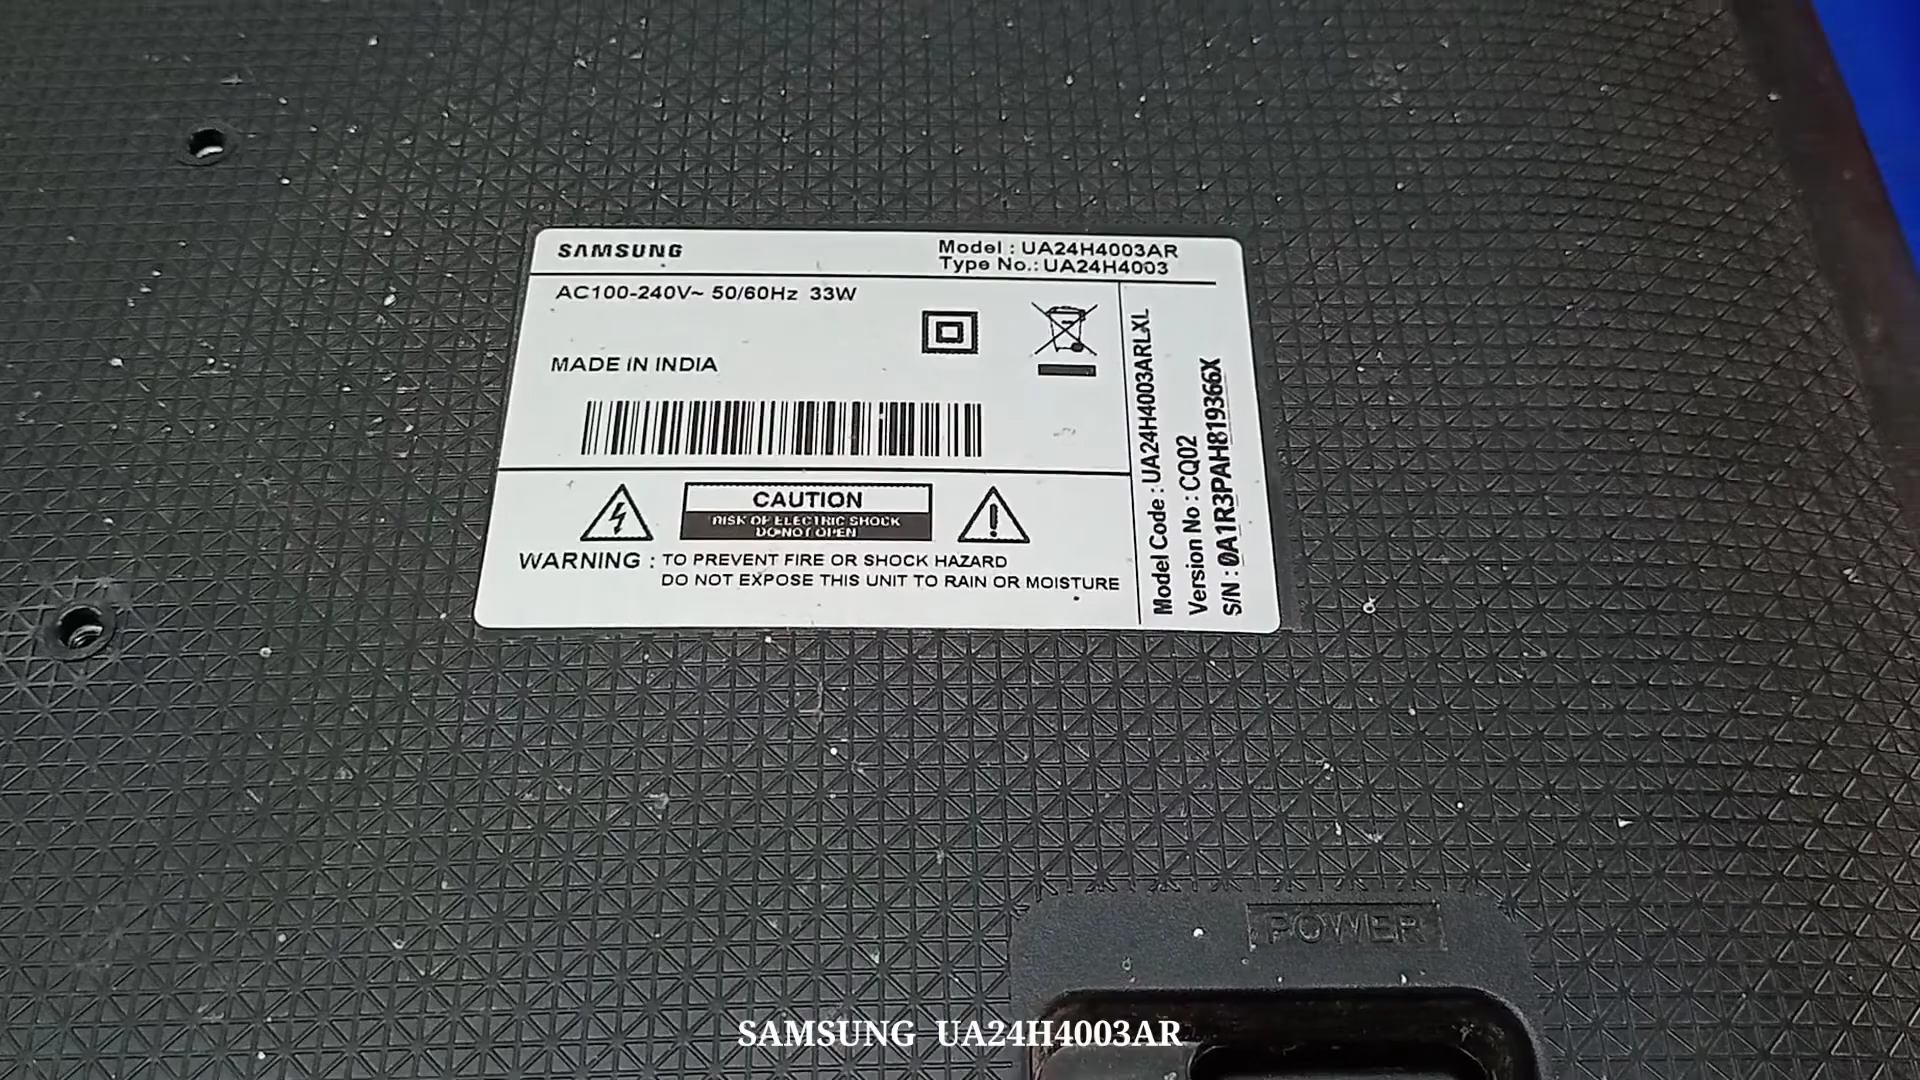 SAMSUNG
Model : UA24H4003AR
Type No.: UA24H4003
AC100-240V~ 50/60Hz 33W
MADE IN INDIA
CAUTION
RISK OF ELECTRIC SHOCK
DO NOT OPEN
WARNING : TO PREVENT FIRE OR SHOCK HAZARD
DO NOT EXPOSE THIS UNIT TO RAIN OR MOISTURE
Model Code : UA24H4003ARLXL
Version No : CQ02
S/N : 0A1R3PAH819366X
POWER
SAMSUNG UA24H4003AR